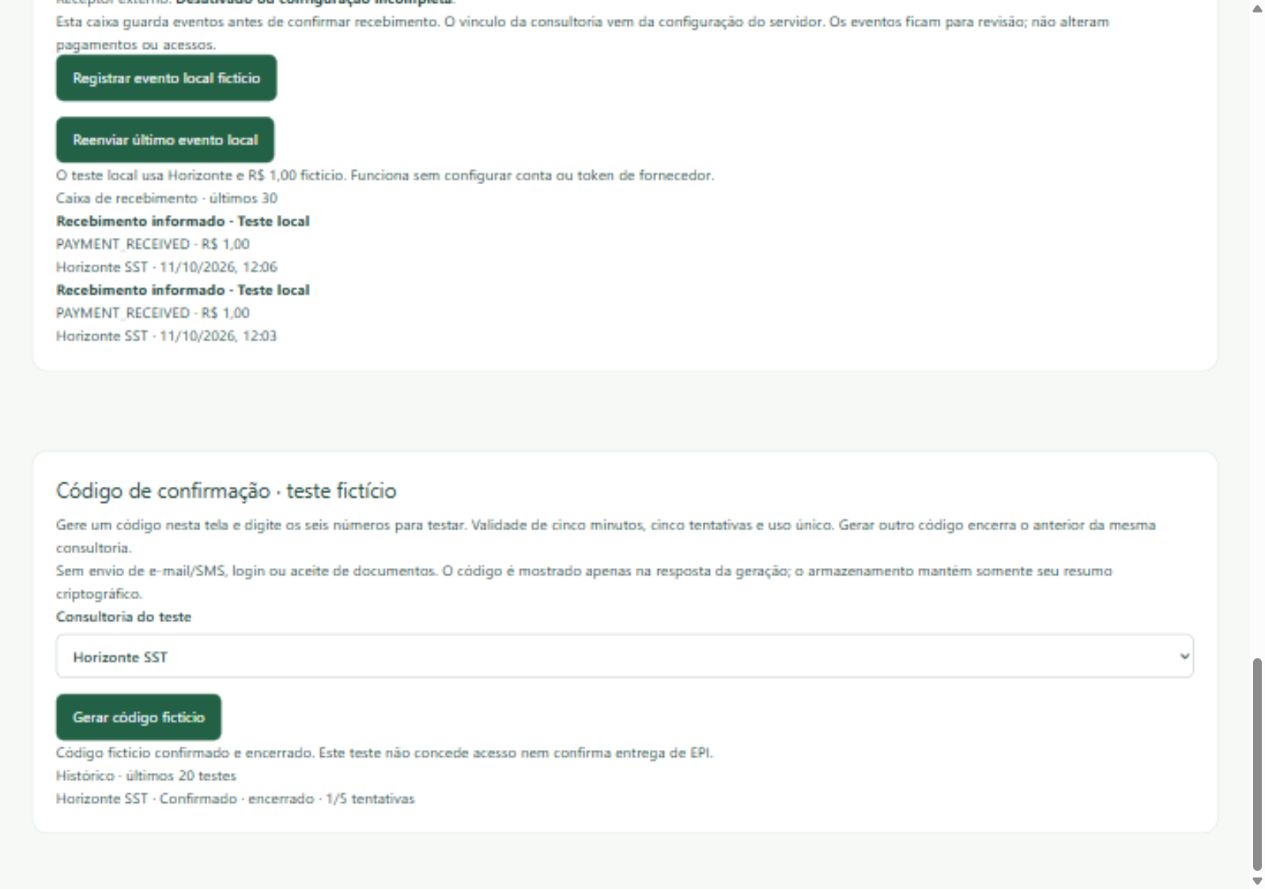 Receptor externo: Desativado ou configuração incompleta.
Esta caixa guarda eventos antes de confirmar recebimento. O vínculo da consultoria vem da configuração do servidor. Os eventos ficam para revisão; não alteram
pagamentos ou acessos.
Registrar evento local fictício
Reenviar último evento local
O teste local usa Horizonte e R$ 1,00 fictício. Funciona sem configurar conta ou token de fornecedor.
Caixa de recebimento · últimos 30
Recebimento informado - Teste local
PAYMENT_RECEIVED · R$ 1,00
Horizonte SST · 11/10/2026, 12:06
Recebimento informado - Teste local
PAYMENT_RECEIVED · R$ 1,00
Horizonte SST · 11/10/2026, 12:03
Código de confirmação · teste fictício
Gere um código nesta tela e digite os seis números para testar. Validade de cinco minutos, cinco tentativas e uso único. Gerar outro código encerra o anterior da mesma
consultoria.
Sem envio de e-mail/SMS, login ou aceite de documentos. O código é mostrado apenas na resposta da geração; o armazenamento mantém somente seu resumo
criptográfico.
Consultoria do teste
Horizonte SST
Gerar código fictício
Código fictício confirmado e encerrado. Este teste não concede acesso nem confirma entrega de EPI.
Histórico · últimos 20 testes
Horizonte SST · Confirmado · encerrado · 1/5 tentativas